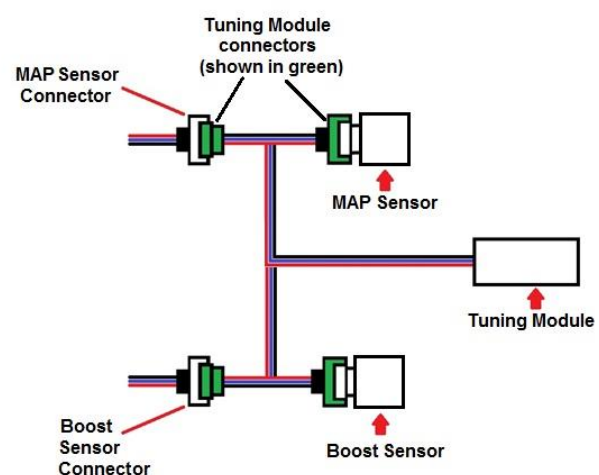 Tuning Module
connectors
(shown in green)
MAP Sensor
Connector
MAP Sensor
Tuning Module
Boost
Sensor
Connector
Boost Sensor